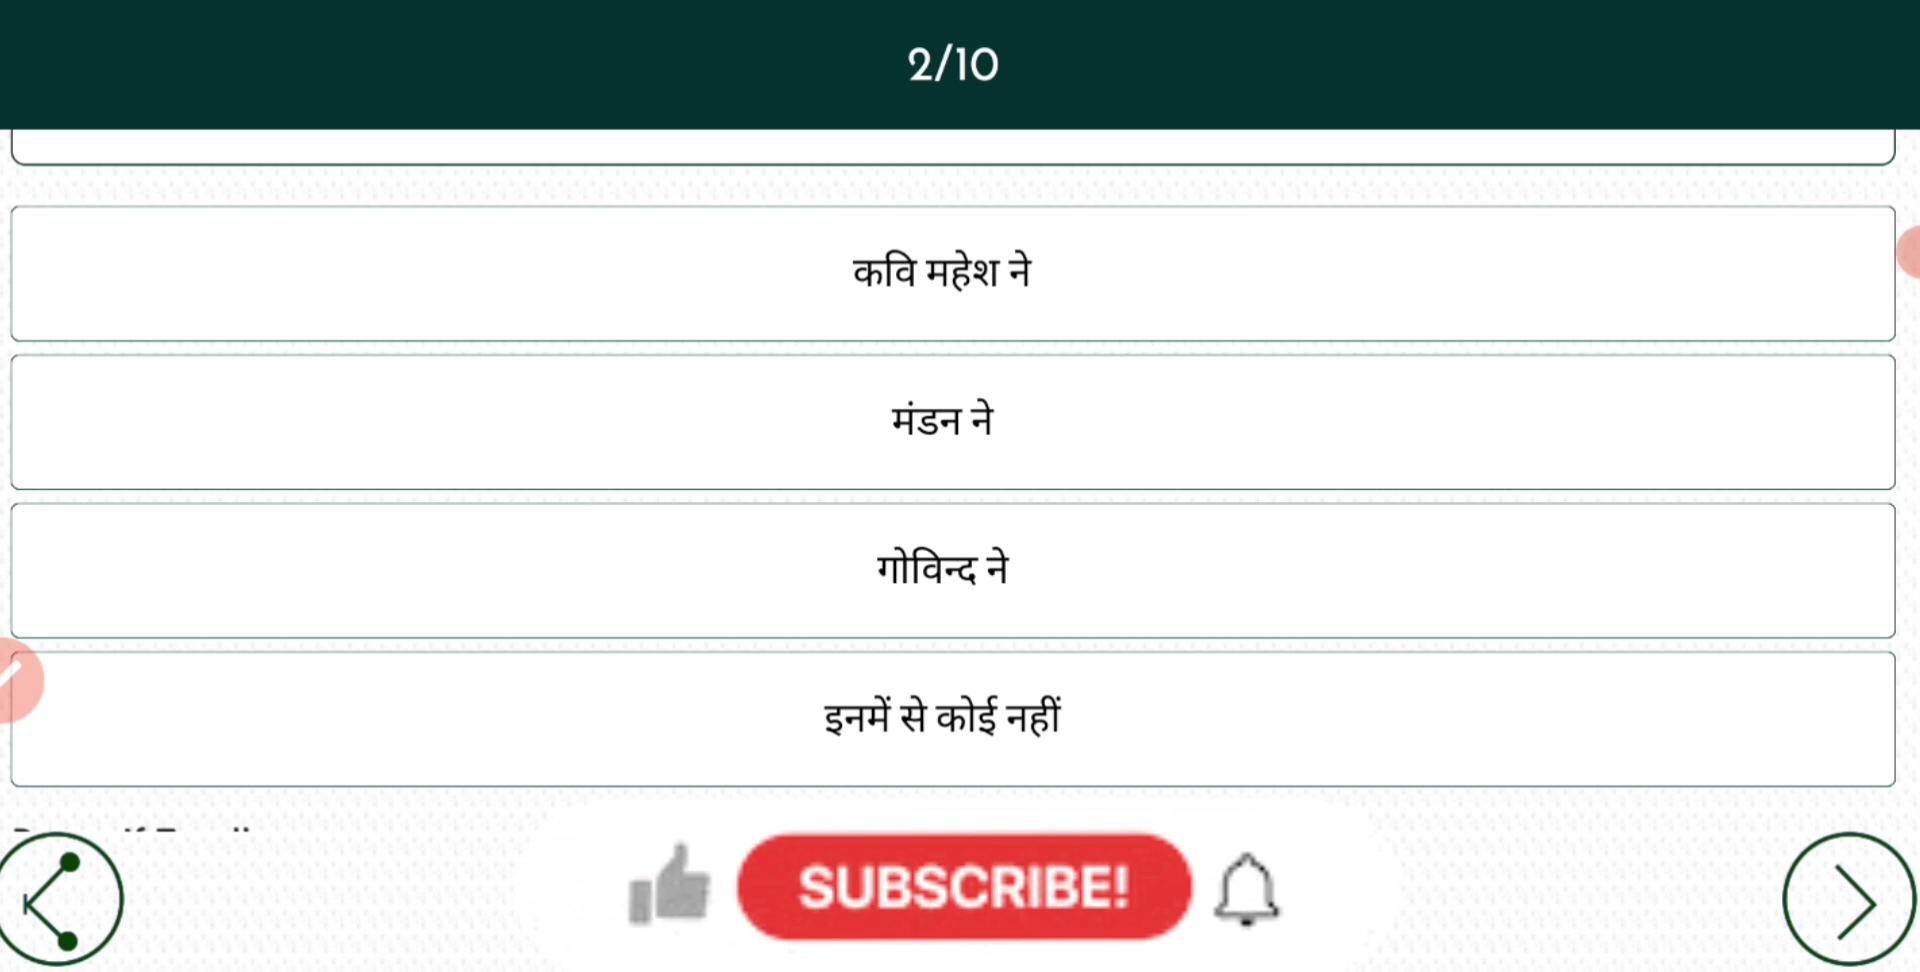 2/10
कवि महेश ने
मंडन ने
गोविन्द ने
इनमें से कोई नहीं
SUBSCRIBE!